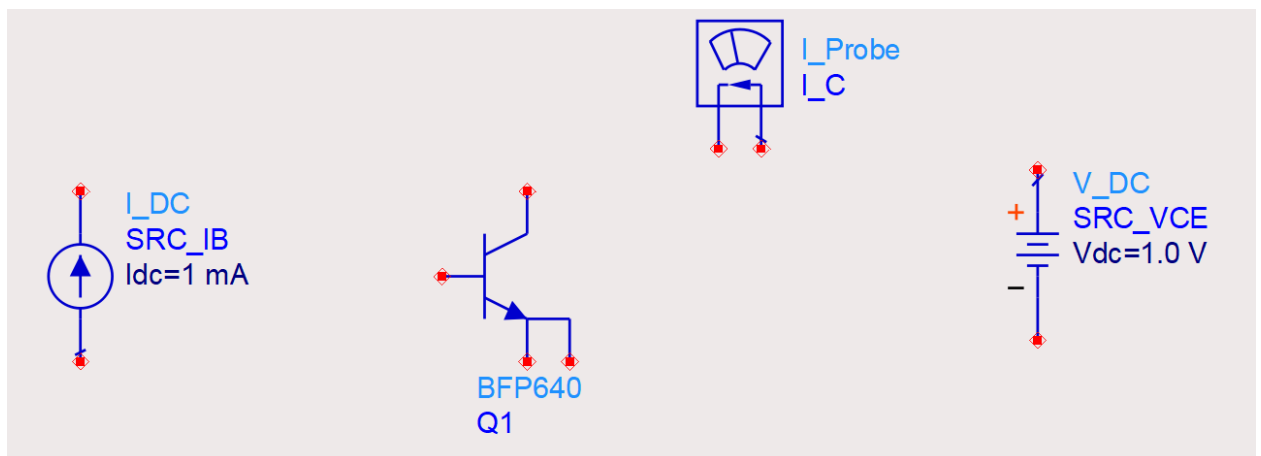 I_Probe
I_C
I_DC
SRC_IB
Idc=1 mA
V_DC
+
SRC_VCE
Vdc=1.0 V
−
BFP640
Q1